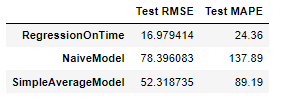 Test RMSE Test MAPE
RegressionOnTime 16.979414 24.36
NaiveModel 78.396083 137.89
SimpleAverageModel 52.318735 89.19